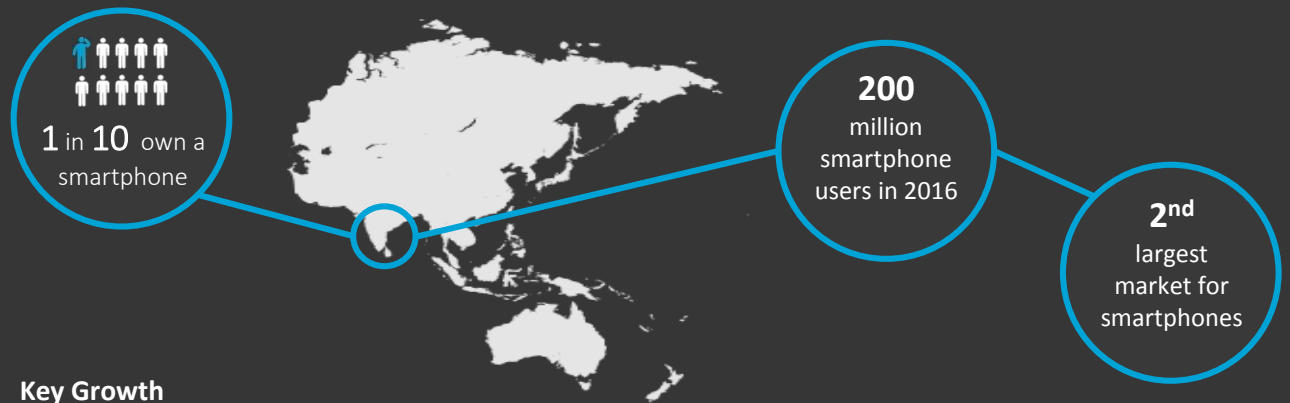 1 in 10 own a
smartphone
200
million
smartphone
users in 2016
2nd
largest
market for
smartphones
Key Growth